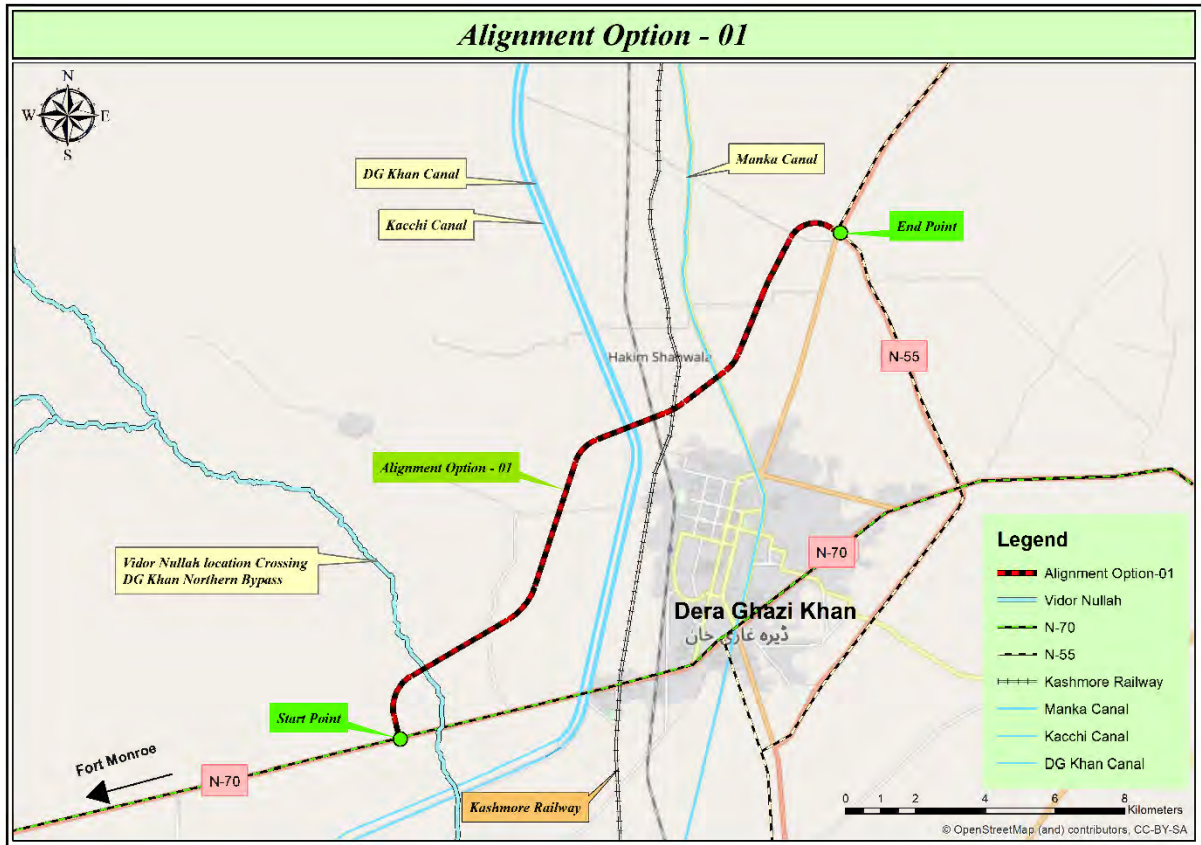 Alignment Option - 01
N
W
E
S
DG Khan Canal
Manka Canal
Kacchi Canal
End Point
N-55
Hakim Shahwala
Alignment Option - 01
Vidor Nullah location Crossing
DG Khan Northern Bypass
N-70
Dera Ghazi Khan
ڈیرہ غازی خان
Start Point
Fort Monroe
N-70
Kashmore Railway
Legend
Alignment Option-01
Vidor Nullah
N-70
N-55
Kashmore Railway
Manka Canal
Kacchi Canal
DG Khan Canal
0 1 2 4 6 8
Kilometers
© OpenStreetMap (and) contributors, CC-BY-SA